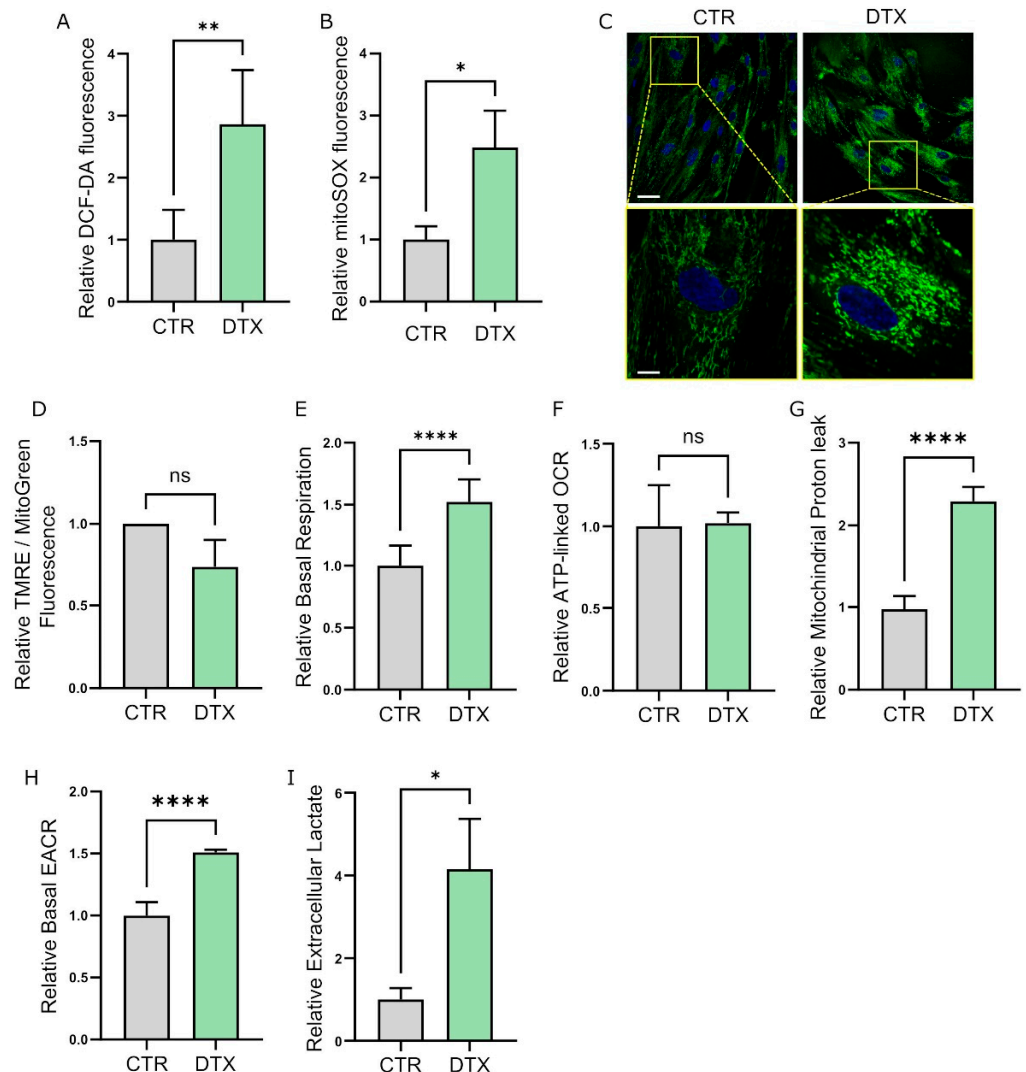 A
Relative DCF-DA fluorescence
4
3
2
1
0
**
CTR
DTX
B
Relative mitoSOX fluorescence
4
3
2
1
0
*
CTR
DTX
C
CTR
DTX
D
Relative TMRE / MitoGreen
Fluorescence
1.5
1.0
0.5
0.0
ns
CTR
DTX
E
Relative Basal Respiration
2.0
1.5
1.0
0.5
0.0
****
CTR
DTX
F
Relative ATP-linked OCR
1.5
1.0
0.5
0.0
ns
CTR
DTX
G
Relative Mitochindrial Proton leak
3
2
1
0
****
CTR
DTX
H
Relative Basal EACR
2.0
1.5
1.0
0.5
0.0
****
CTR
DTX
I
Relative Extracellular Lactate
6
4
2
0
*
CTR
DTX